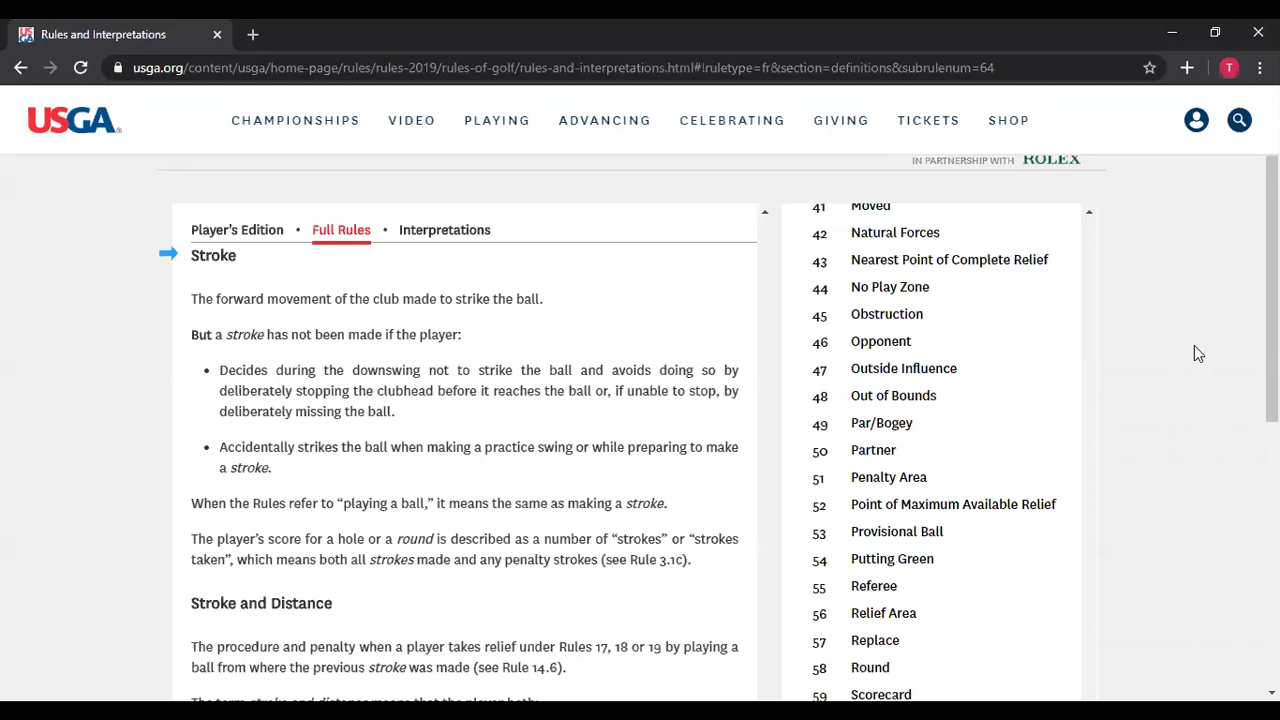 Rules and Interpretations
usga.org/content/usga/home-page/rules/rules-2019/rules-of-golf/rules-and-interpretations.html#!ruletype=fr&section=definitions&subrulenum=64
T
USGA
CHAMPIONSHIPS VIDEO PLAYING ADVANCING CELEBRATING GIVING TICKETS SHOP
IN PARTNERSHIP WITH ROLEX
Player's Edition • Full Rules • Interpretations
Stroke
The forward movement of the club made to strike the ball.
But a stroke has not been made if the player:
• Decides during the downswing not to strike the ball and avoids doing so by
deliberately stopping the clubhead before it reaches the ball or, if unable to stop, by
deliberately missing the ball.
• Accidentally strikes the ball when making a practice swing or while preparing to make
a stroke.
When the Rules refer to “playing a ball,” it means the same as making a stroke.
The player’s score for a hole or a round is described as a number of “strokes” or “strokes
taken”, which means both all strokes made and any penalty strokes (see Rule 3.1c).
Stroke and Distance
The procedure and penalty when a player takes relief under Rules 17, 18 or 19 by playing a
ball from where the previous stroke was made (see Rule 14.6).
The term stroke and distance means that the player both:
41 Moved
42 Natural Forces
43 Nearest Point of Complete Relief
44 No Play Zone
45 Obstruction
46 Opponent
47 Outside Influence
48 Out of Bounds
49 Par/Bogey
50 Partner
51 Penalty Area
52 Point of Maximum Available Relief
53 Provisional Ball
54 Putting Green
55 Referee
56 Relief Area
57 Replace
58 Round
59 Scorecard